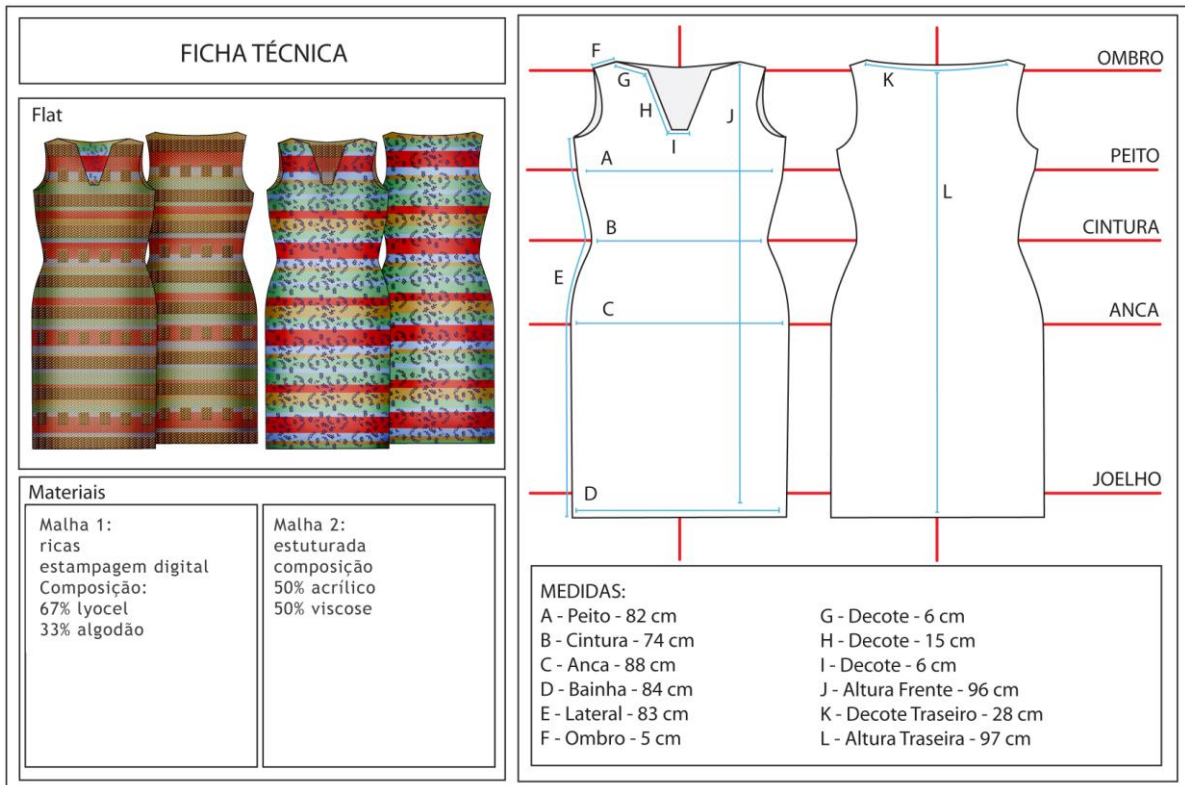 FICHA TÉCNICA
Flat
Materiais
Malha 1:
ricas
estampagem digital
Composição:
67% lyocel
33% algodão
Malha 2:
estuturada
composição
50% acrílico
50% viscose
F
G
H
I
J
A
B
E
C
D
K
L
OMBRO
PEITO
CINTURA
ANCA
JOELHO
MEDIDAS:
A - Peito - 82 cm
B - Cintura - 74 cm
C - Anca - 88 cm
D - Bainha - 84 cm
E - Lateral - 83 cm
F - Ombro - 5 cm
G - Decote - 6 cm
H - Decote - 15 cm
I - Decote - 6 cm
J - Altura Frente - 96 cm
K - Decote Traseiro - 28 cm
L - Altura Traseira - 97 cm